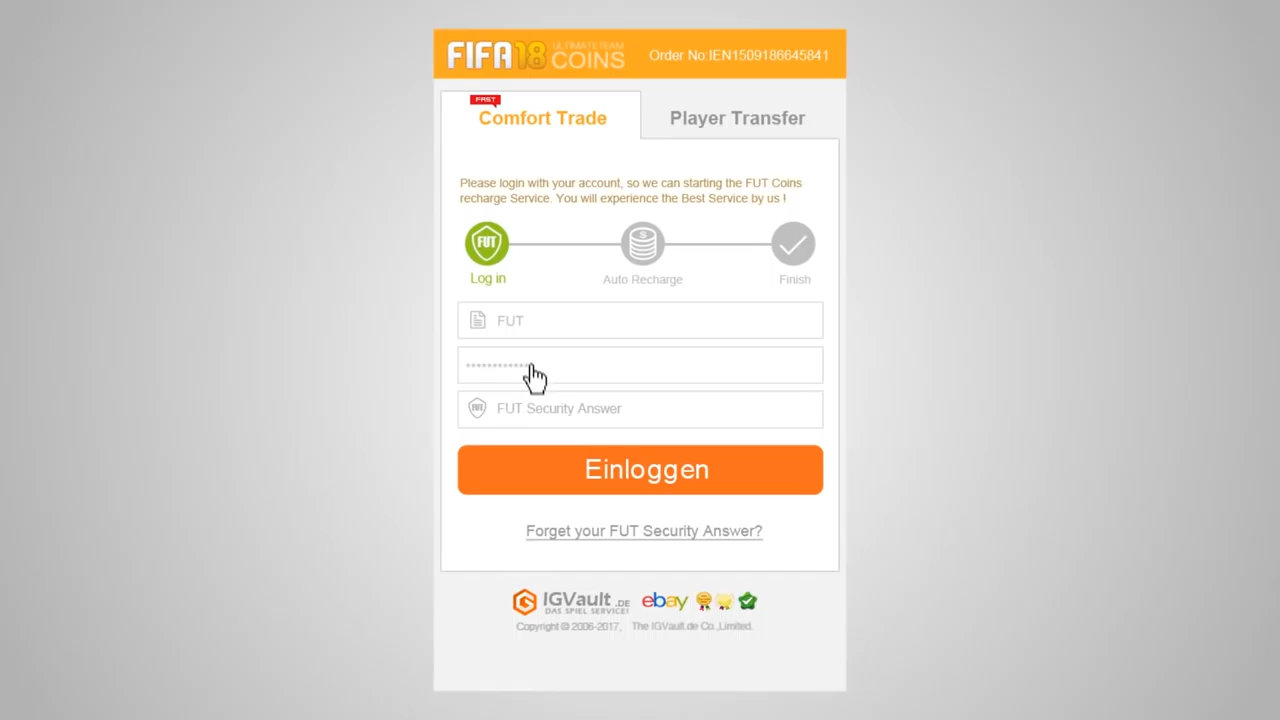 FIFA 18 ULTIMATE TEAM COINS
Order No:IEN1509186645841
FAST
Comfort Trade
Player Transfer
Please login with your account, so we can starting the FUT Coins
recharge Service. You will experience the Best Service by us !
FUT
$
Log in
Auto Recharge
Finish
FUT
*************
FUT
FUT Security Answer
Einloggen
Forget your FUT Security Answer?
IGVault.DE
DAS SPIEL SERVICE!
ebay
Copyright © 2006-2017, The IGVault.de Co.,Limited.